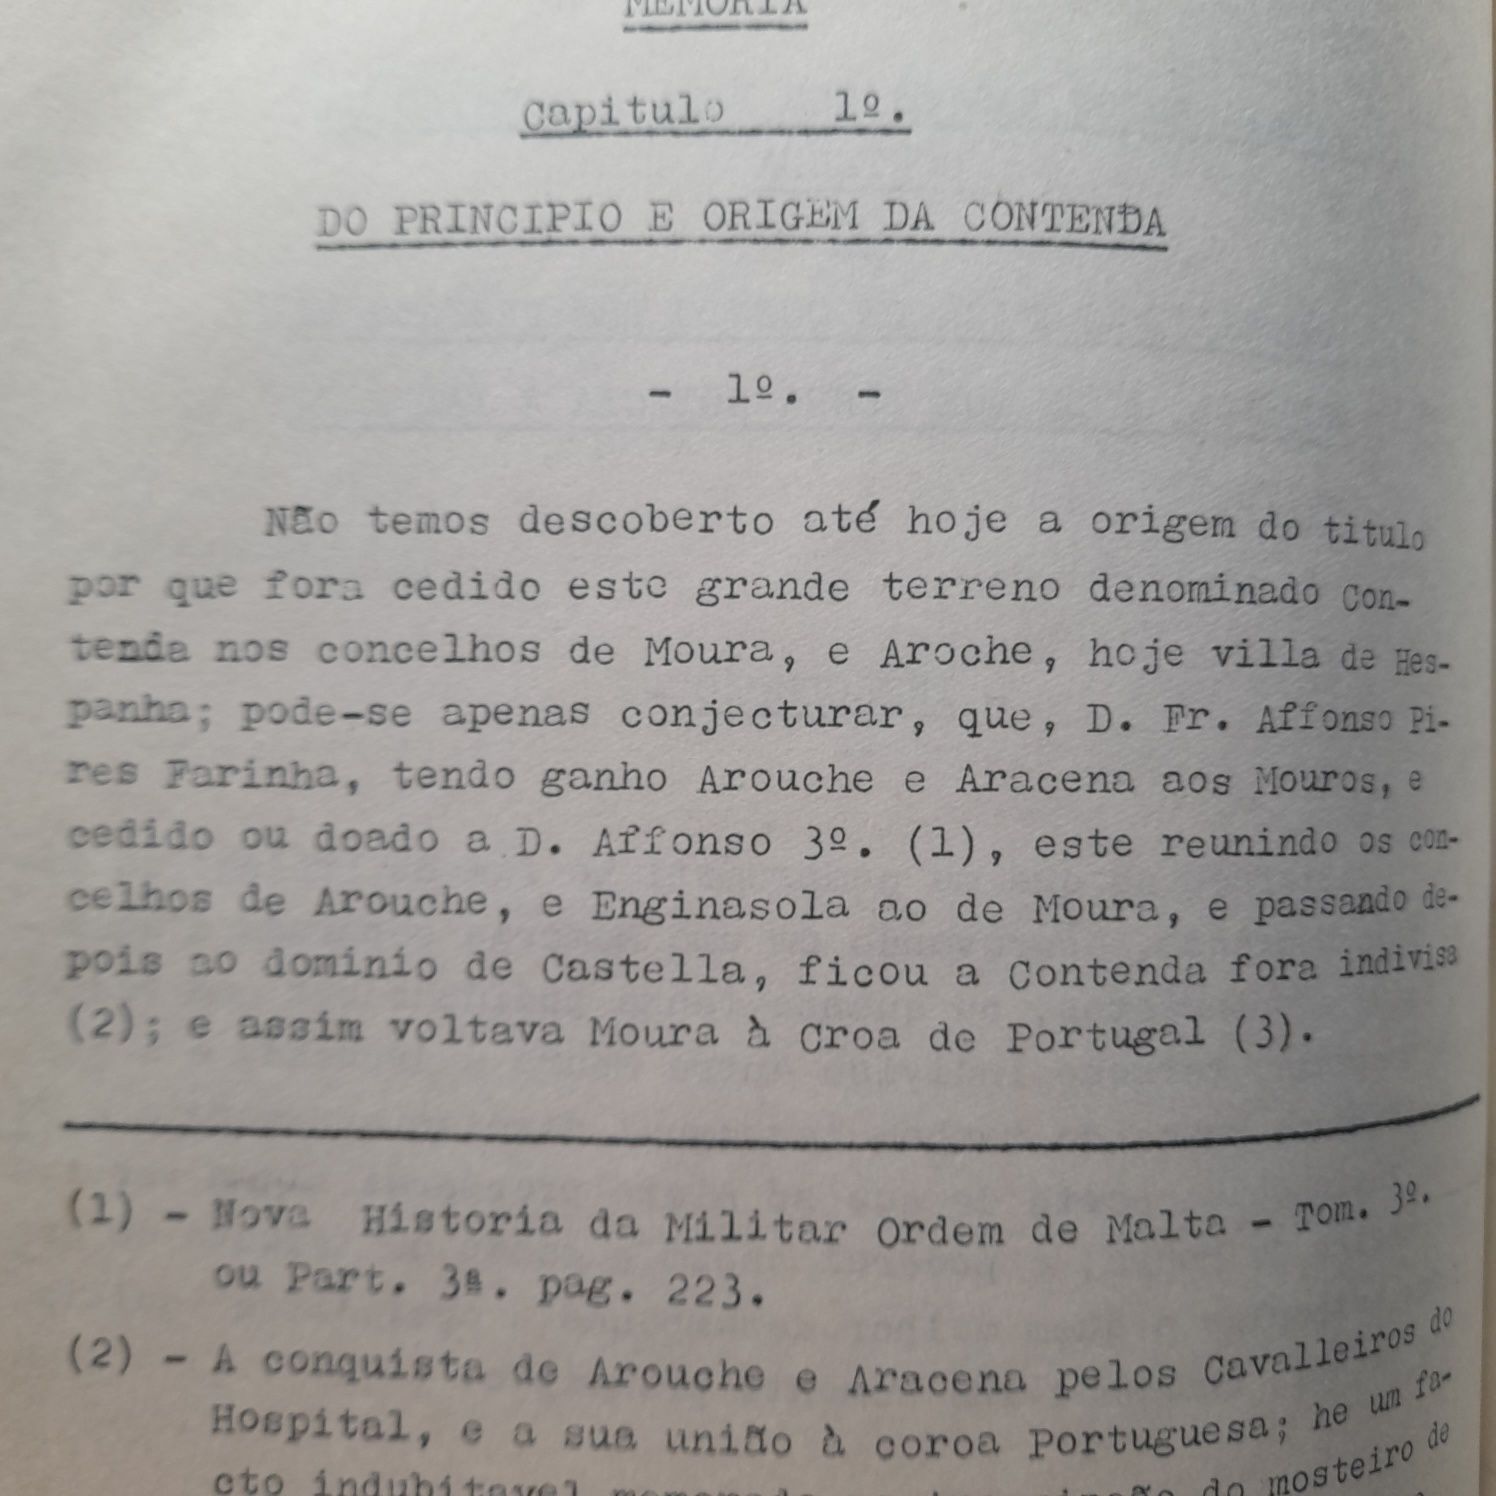 MEMORIA
Capitulo 1º.
DO PRINCIPIO E ORIGEM DA CONTENDA
- 1º. -
Não temos descoberto até hoje a origem do titulo
por que fora cedido este grande terreno denominado Con-
tenda nos concelhos de Moura, e Aroche, hoje villa de Hes-
panha; pode-se apenas conjecturar, que, D. Fr. Affonso Pi-
res Farinha, tendo ganho Arouche e Aracena aos Mouros, e
cedido ou doado a D. Affonso 3º. (1), este reunindo os con-
celhos de Arouche, e Enginasola ao de Moura, e passando de-
pois ao dominio de Castella, ficou a Contenda fora indivisa
(2); e assim voltava Moura à Croa de Portugal (3).
(1) - Nova Historia da Militar Ordem de Malta - Tom. 3º.
ou Part. 3ª. pag. 223.
(2) - A conquista de Arouche e Aracena pelos Cavalleiros do
Hospital, e a sua união à coroa Portuguesa; he um fa-
cto indubitavel do mosteiro de